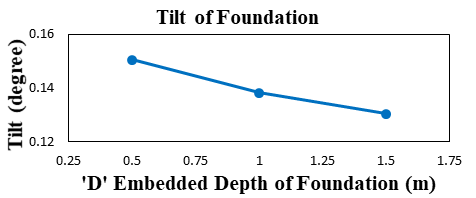 Tilt of Foundation
Tilt (degree)
0.16
0.14
0.12
0.25 0.5 0.75 1 1.25 1.5 1.75
'D' Embedded Depth of Foundation (m)